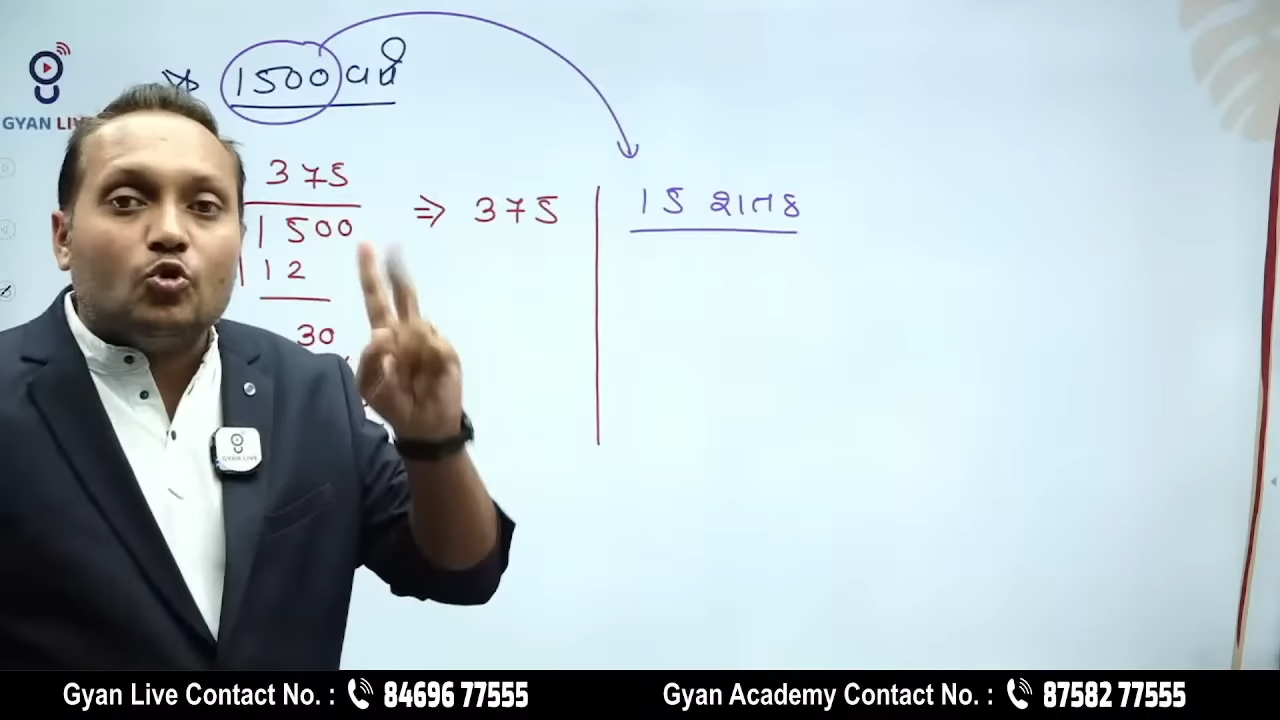 GYAN LIVE
* 1500 વર્ષ
375
1500
12
30
⇒ 375
15 શતક
GYAN LIVE
Gyan Live Contact No. : 84696 77555
Gyan Academy Contact No. : 87582 77555